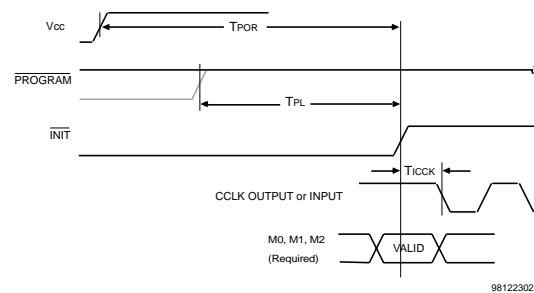 Vcc
TPOR
PROGRAM
TPL
INIT
TICCK
CCLK OUTPUT or INPUT
M0, M1, M2
VALID
(Required)
98122302